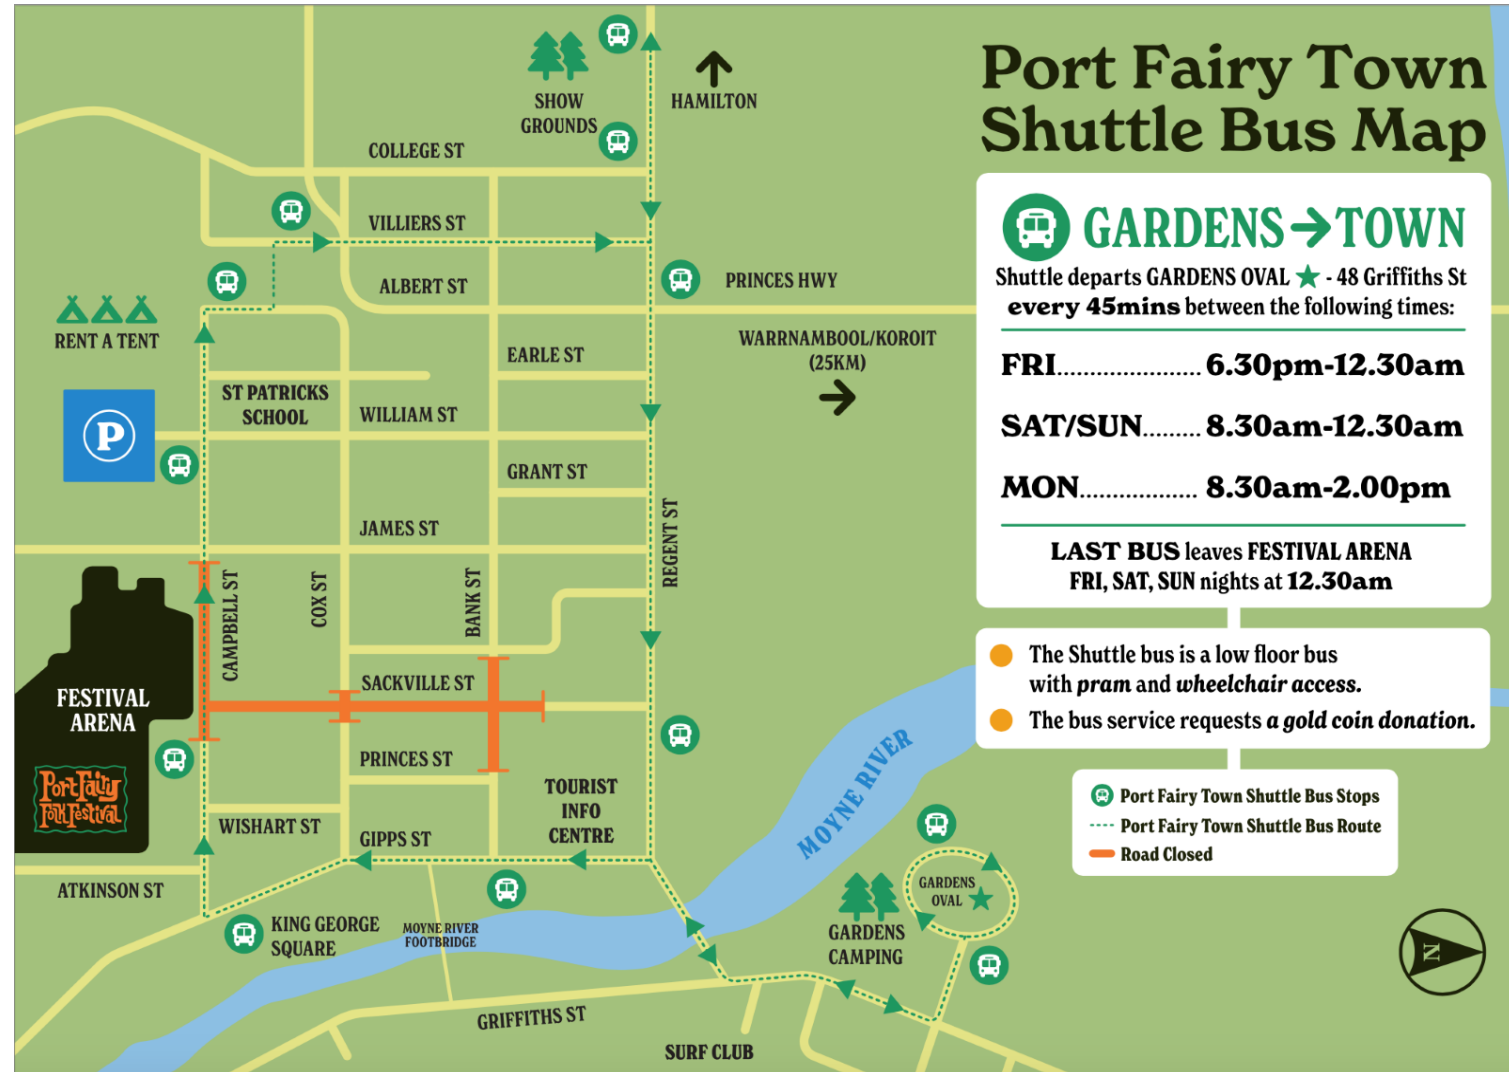 Port Fairy Town
Shuttle Bus Map
GARDENS TOWN
Shuttle departs GARDENS OVAL - 48 Griffiths St
every 45mins between the following times:
FRI...................... 6.30pm-12.30am
SAT/SUN......... 8.30am-12.30am
MON.................. 8.30am-2.00pm
LAST BUS leaves FESTIVAL ARENA
FRI, SAT, SUN nights at 12.30am
The Shuttle bus is a low floor bus
with pram and wheelchair access.
The bus service requests a gold coin donation.
Port Fairy Town Shuttle Bus Stops
Port Fairy Town Shuttle Bus Route
Road Closed
N
SHOW
GROUNDS
HAMILTON
COLLEGE ST
VILLIERS ST
ALBERT ST
PRINCES HWY
RENT A TENT
WARRNAMBOOL/KOROIT
(25KM)
EARLE ST
ST PATRICKS
SCHOOL
WILLIAM ST
P
GRANT ST
JAMES ST
REGENT ST
CAMPBELL ST
COX ST
BANK ST
SACKVILLE ST
FESTIVAL
ARENA
Port Fairy
Folk Festival
PRINCES ST
TOURIST
INFO
CENTRE
WISHART ST
GIPPS ST
ATKINSON ST
KING GEORGE
SQUARE
MOYNE RIVER
FOOTBRIDGE
MOYNE RIVER
GARDENS
OVAL
GARDENS
CAMPING
GRIFFITHS ST
SURF CLUB